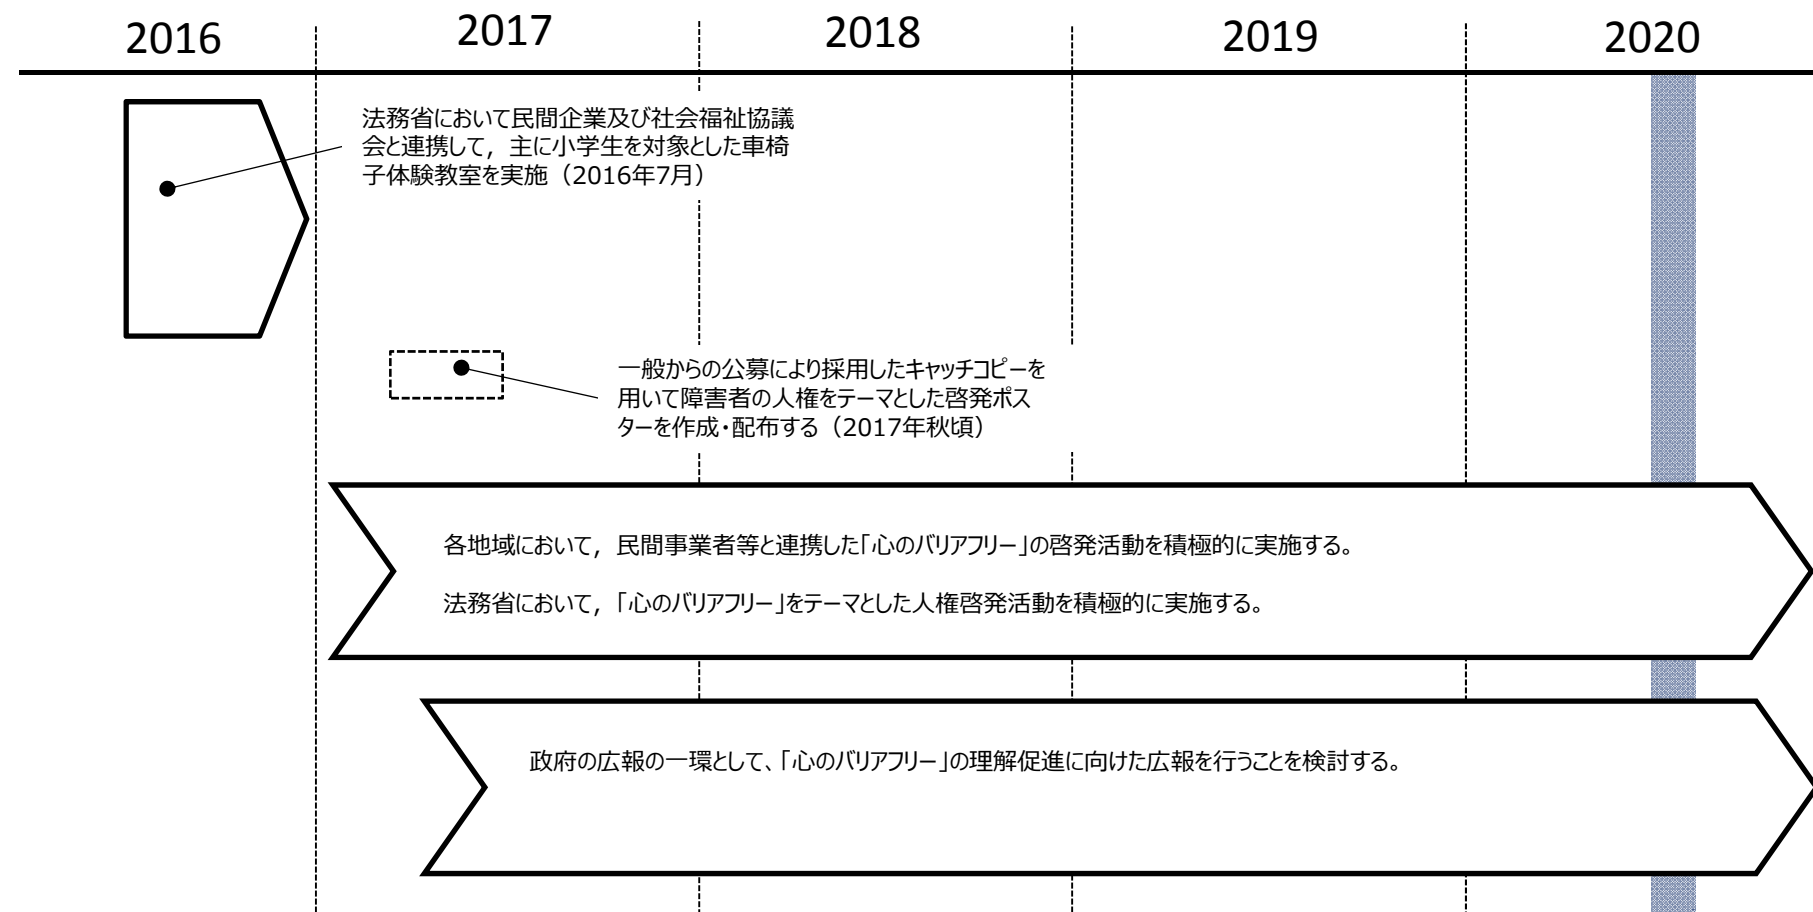 2016
2017
2018
2019
2020
法務省において民間企業及び社会福祉協議
会と連携して，主に小学生を対象とした車椅
子体験教室を実施（2016年7月）
一般からの公募により採用したキャッチコピーを
用いて障害者の人権をテーマとした啓発ポス
ターを作成・配布する（2017年秋頃）
各地域において，民間事業者等と連携した「心のバリアフリー」の啓発活動を積極的に実施する。
法務省において，「心のバリアフリー」をテーマとした人権啓発活動を積極的に実施する。
政府の広報の一環として、「心のバリアフリー」の理解促進に向けた広報を行うことを検討する。